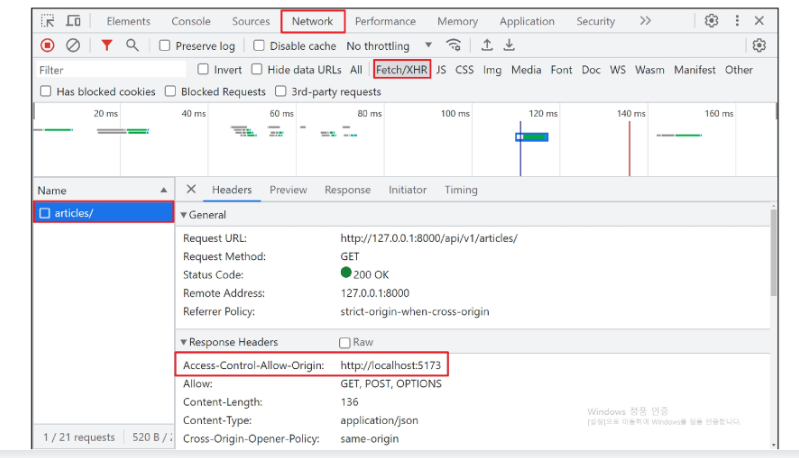 Elements Console Sources Network Performance Memory Application Security
Preserve log Disable cache No throttling
Filter Invert Hide data URLs All Fetch/XHR JS CSS Img Media Font Doc WS Wasm Manifest Other
Has blocked cookies Blocked Requests 3rd-party requests
20 ms 40 ms 60 ms 80 ms 100 ms 120 ms 140 ms 160 ms
Name Headers Preview Response Initiator Timing
articles/
General
Request URL: http://127.0.0.1:8000/api/v1/articles/
Request Method: GET
Status Code: 200 OK
Remote Address: 127.0.0.1:8000
Referrer Policy: strict-origin-when-cross-origin
Response Headers Raw
Access-Control-Allow-Origin: http://localhost:5173
Allow: GET, POST, OPTIONS
Content-Length: 136
Content-Type: application/json
Cross-Origin-Opener-Policy: same-origin
Windows 정품 인증
[설정]으로 이동하여 Windows를 정품 인증합니다.
1 / 21 requests 520 B /